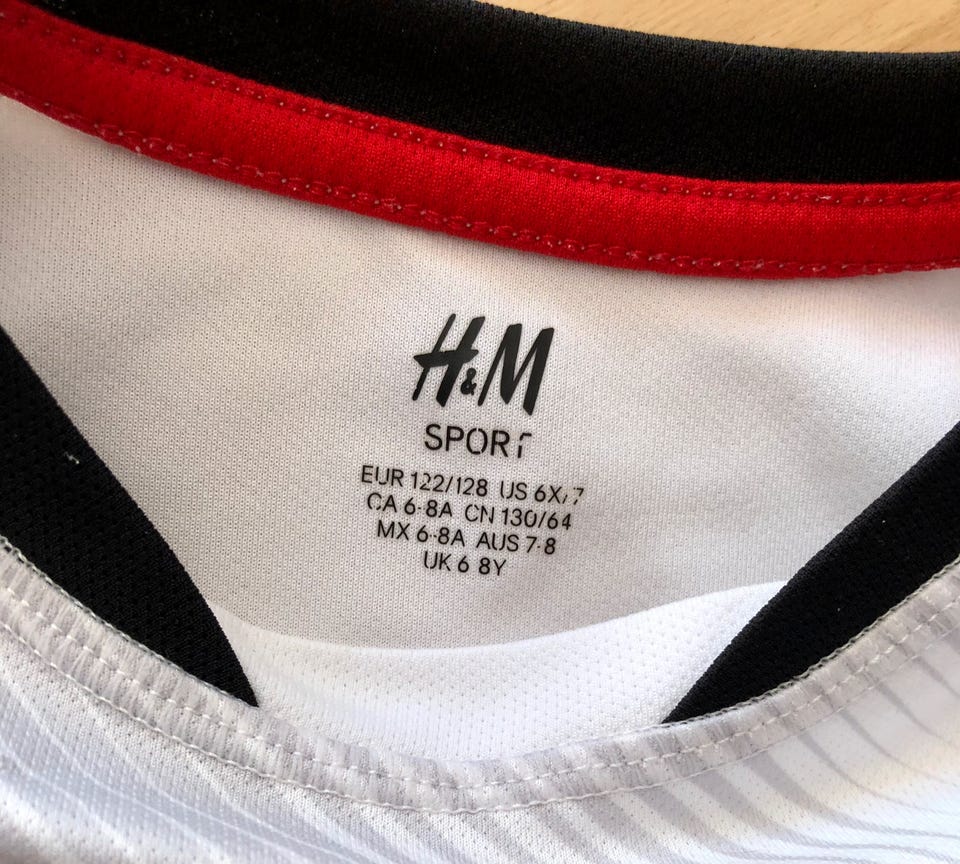 H&M
SPORT
EUR 122/128 US 6X/7
CA 6-8A CN 130/64
MX 6-8A AUS 7-8
UK 6-8Y